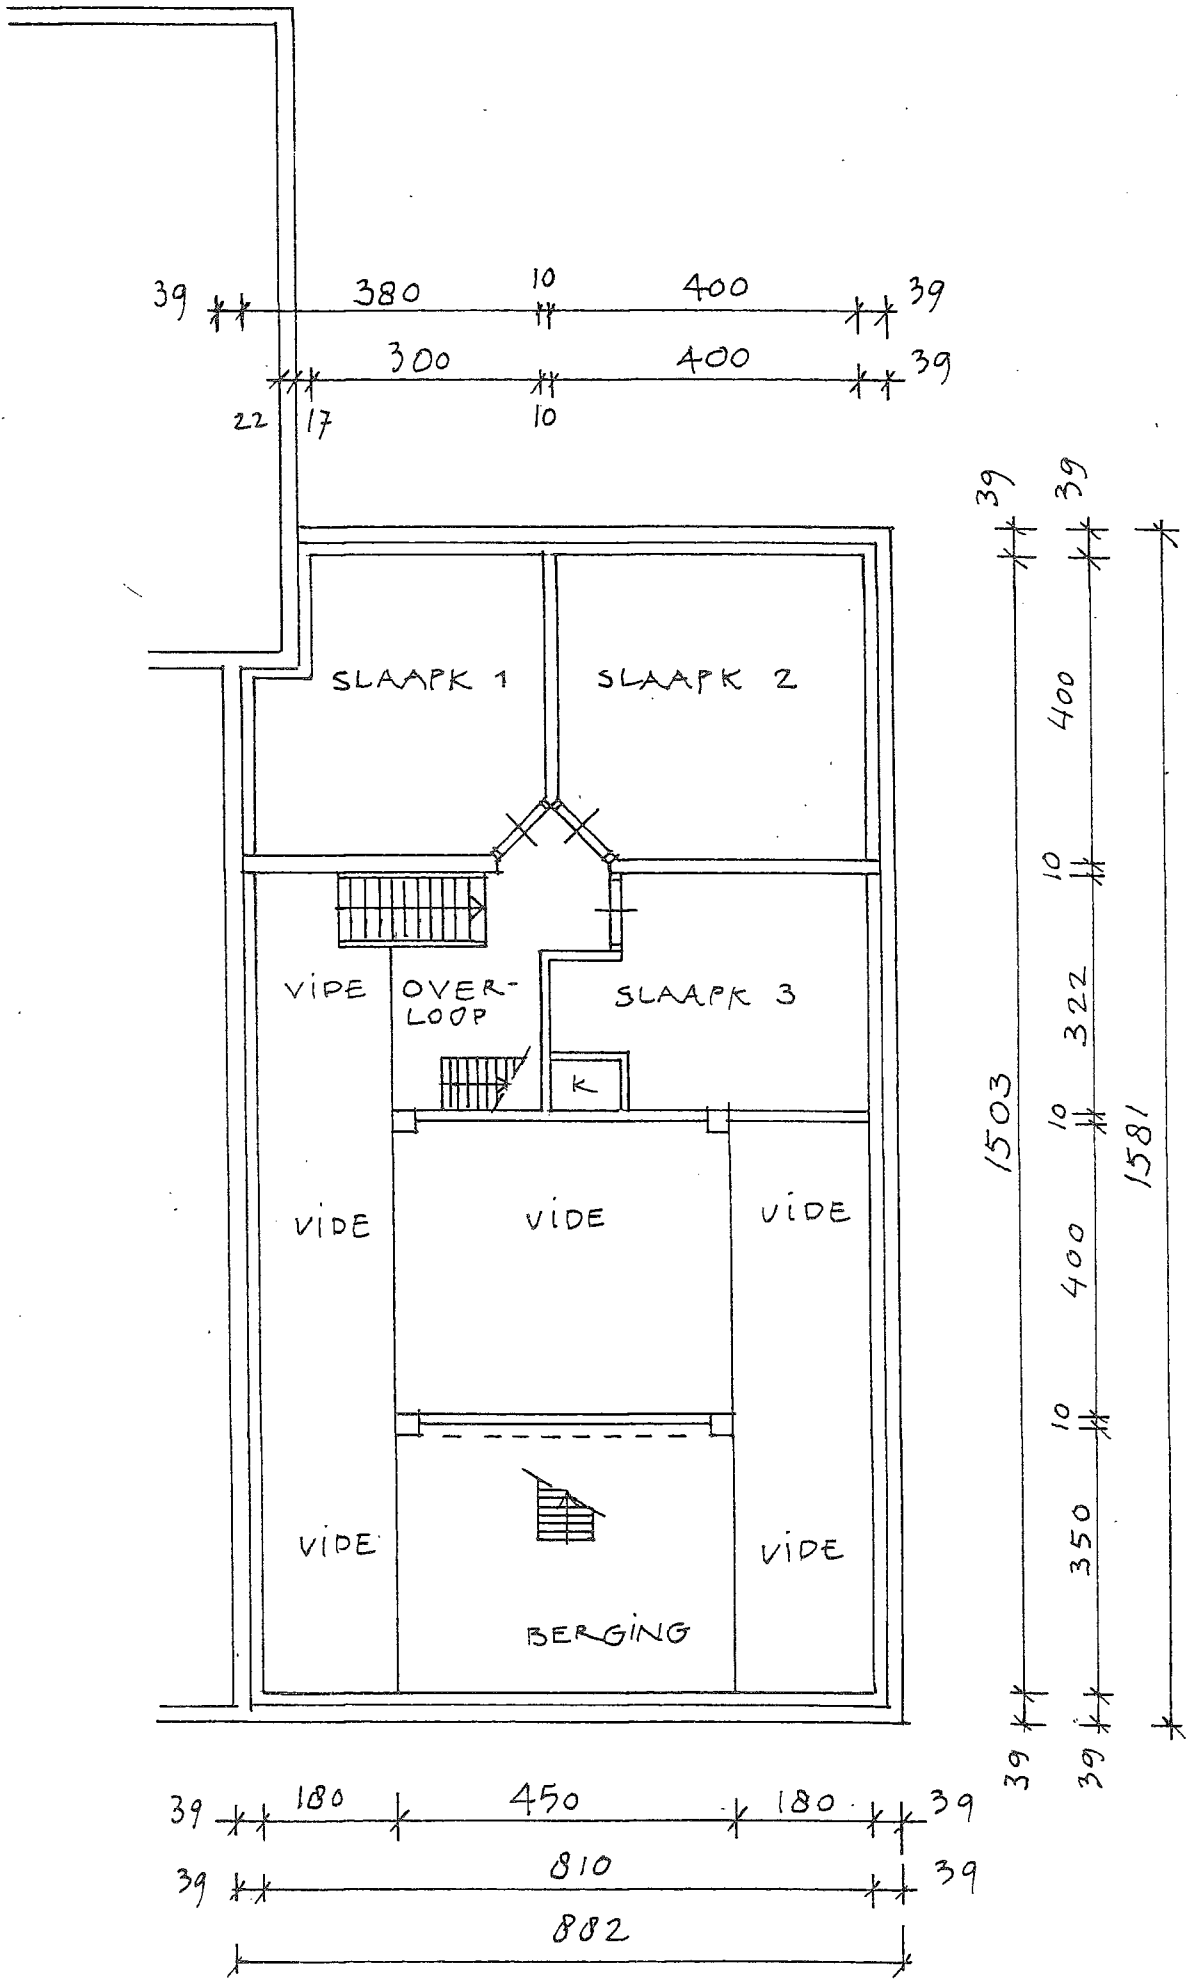 39 380 10 400 39
300 400 39
22 17 10
39 39
SLAAPK 1 SLAAPK 2
400
10
VIDE OVER-
LOOP
SLAAPK 3
322
K
1503
10
1581
VIDE VIDE VIDE
400
10
350
VIDE VIDE
BERGING
39 39
39 180 450 180 39
39 810 39
882